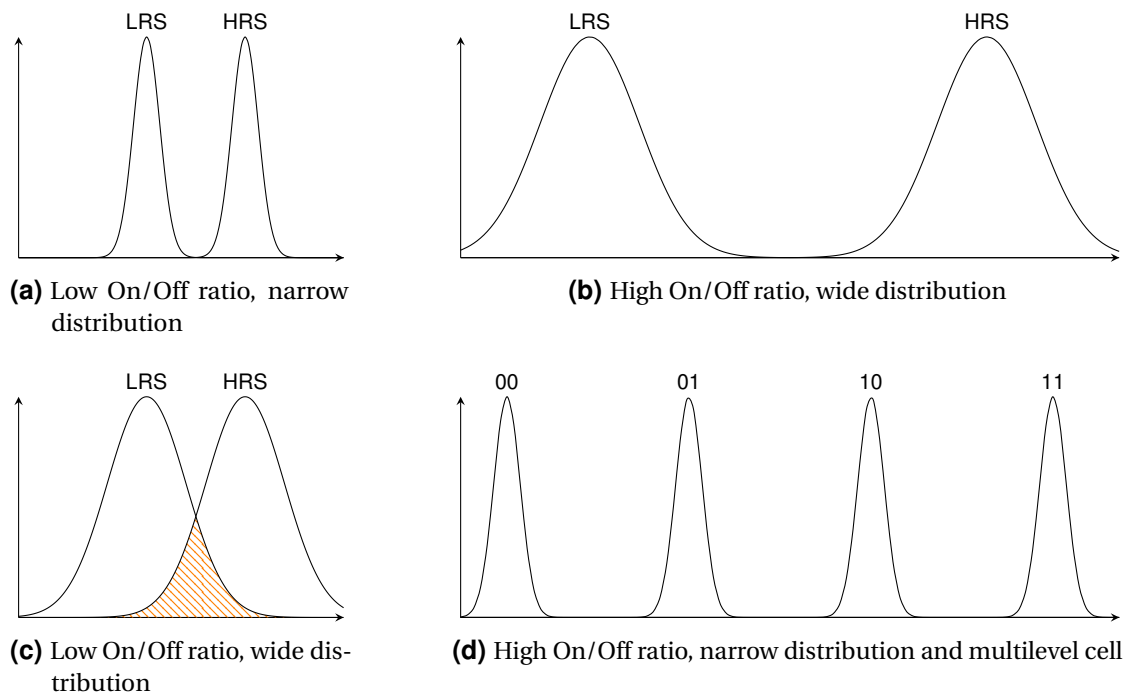 LRS HRS
LRS HRS
(a) Low On/Off ratio, narrow
distribution
(b) High On/Off ratio, wide distribution
LRS HRS
00 01 10 11
(c) Low On/Off ratio, wide dis-
tribution
(d) High On/Off ratio, narrow distribution and multilevel cell